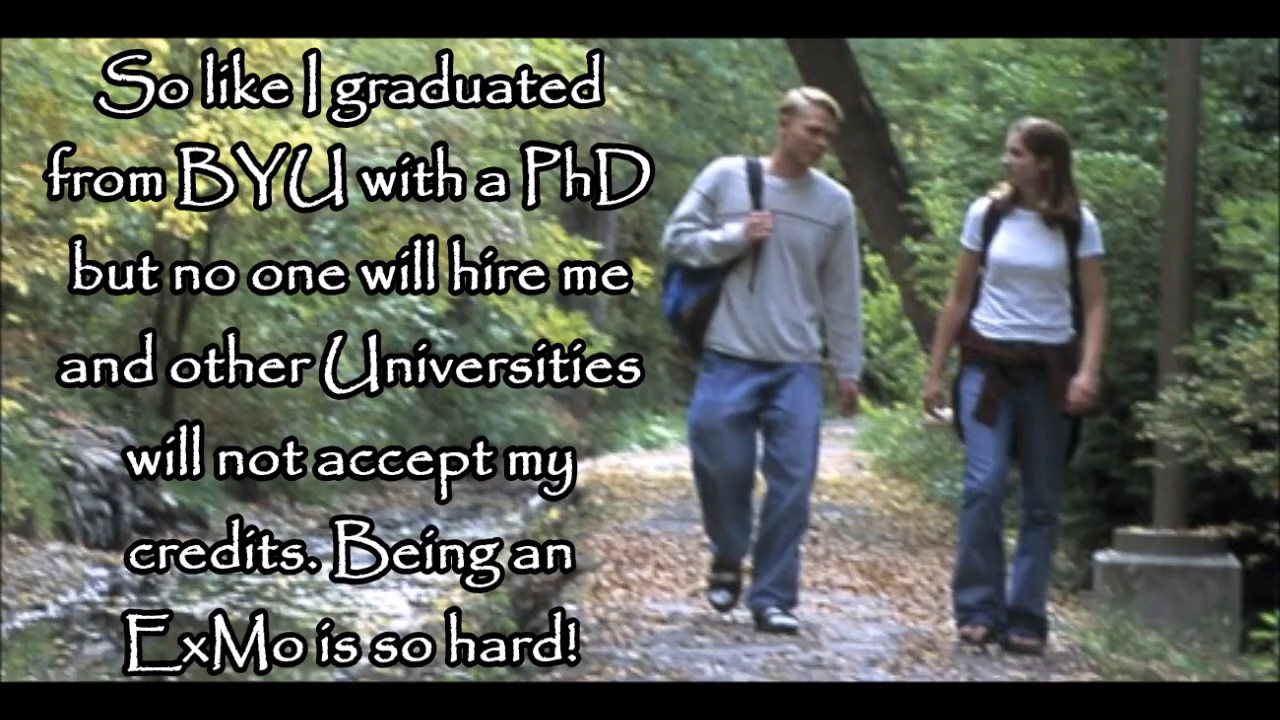 So like I graduated
from BYU with a PhD
but no one will hire me
and other Universities
will not accept my
credits. Being an
ExMo is so hard!